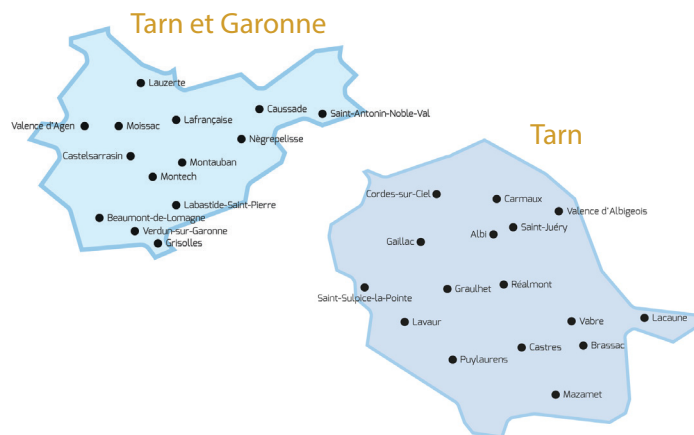 Tarn et Garonne
Lauzerte
Caussade
Saint-Antonin-Noble-Val
Lafrançaise
Valence d'Agen
Moissac
Nègrepelisse
Castelsarrasin
Montauban
Montech
Labastide-Saint-Pierre
Beaumont-de-Lomagne
Verdun-sur-Garonne
Grisolles
Tarn
Cordes-sur-Ciel
Carmaux
Valence d'Albigeois
Saint-Juéry
Albi
Gaillac
Saint-Sulpice-la-Pointe
Graulhet
Réalmont
Lavaur
Vabre
Lacaune
Puylaurens
Castres
Brassac
Mazamet